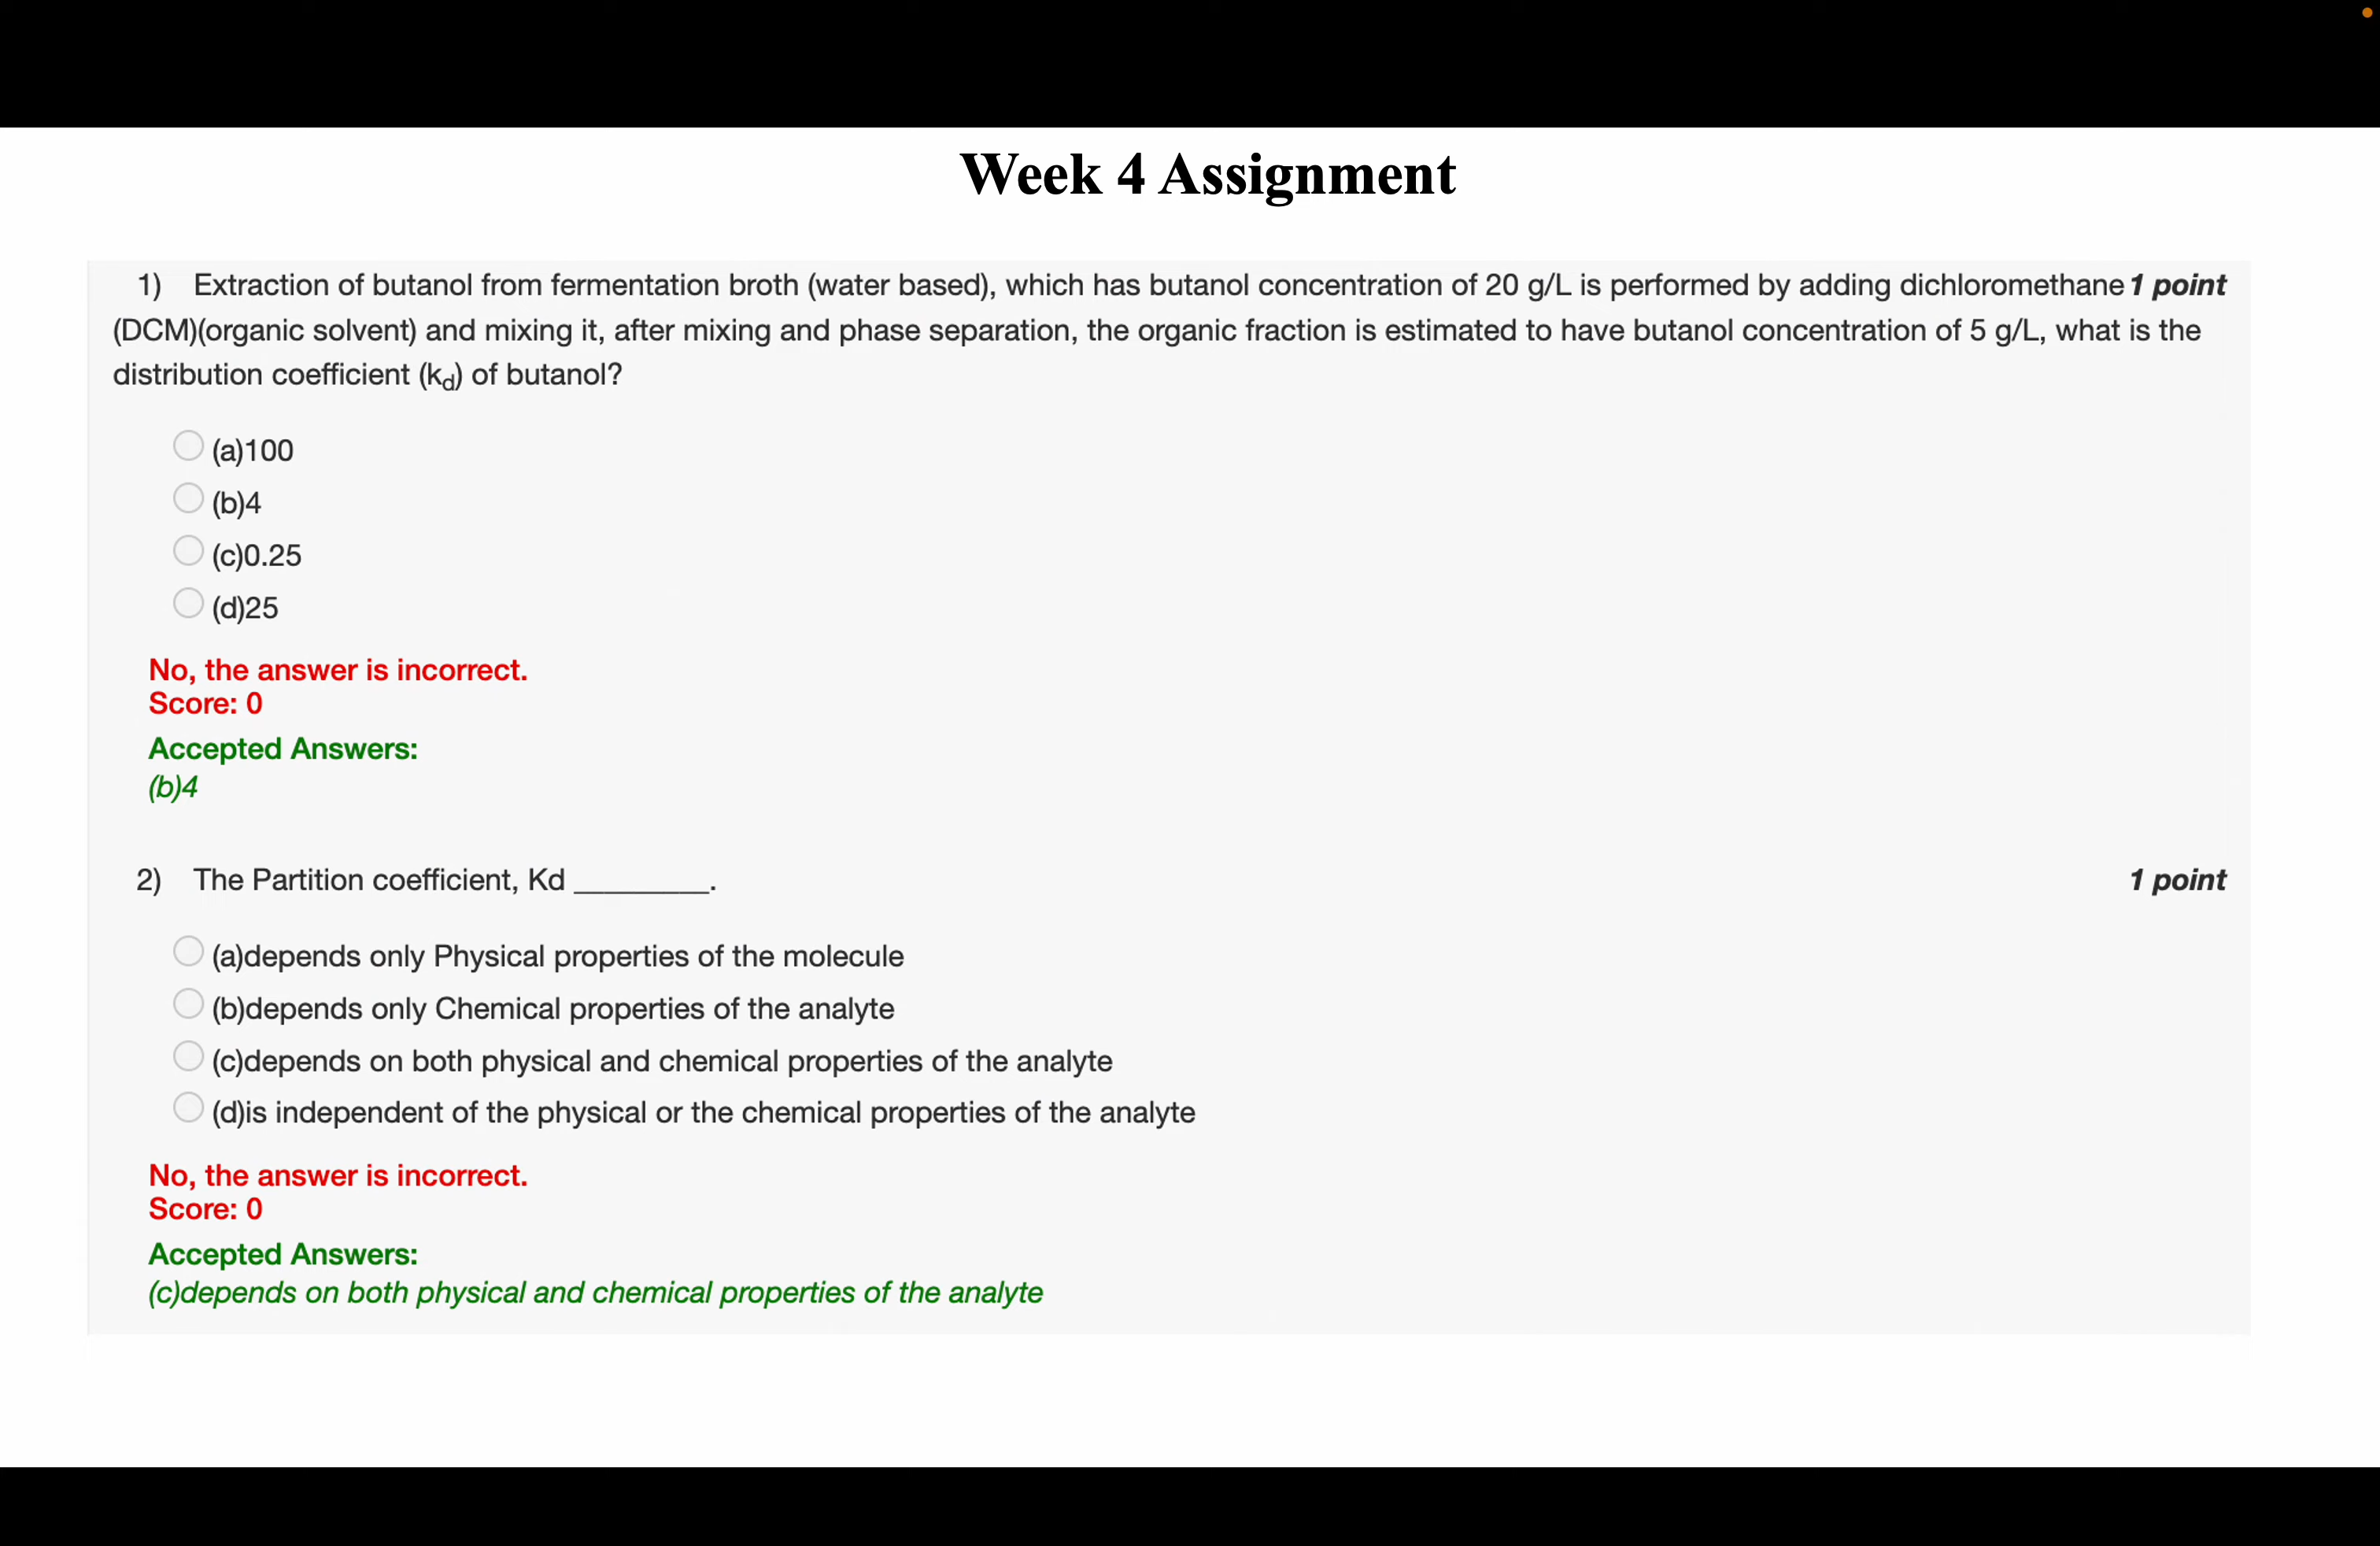 Week 4 Assignment
1) Extraction of butanol from fermentation broth (water based), which has butanol concentration of 20 g/L is performed by adding dichloromethane 1 point
(DCM)(organic solvent) and mixing it, after mixing and phase separation, the organic fraction is estimated to have butanol concentration of 5 g/L, what is the
distribution coefficient (kd) of butanol?
(a)100
(b)4
(c)0.25
(d)25
No, the answer is incorrect.
Score: 0
Accepted Answers:
(b)4
2) The Partition coefficient, Kd ________. 1 point
(a)depends only Physical properties of the molecule
(b)depends only Chemical properties of the analyte
(c)depends on both physical and chemical properties of the analyte
(d)is independent of the physical or the chemical properties of the analyte
No, the answer is incorrect.
Score: 0
Accepted Answers:
(c)depends on both physical and chemical properties of the analyte